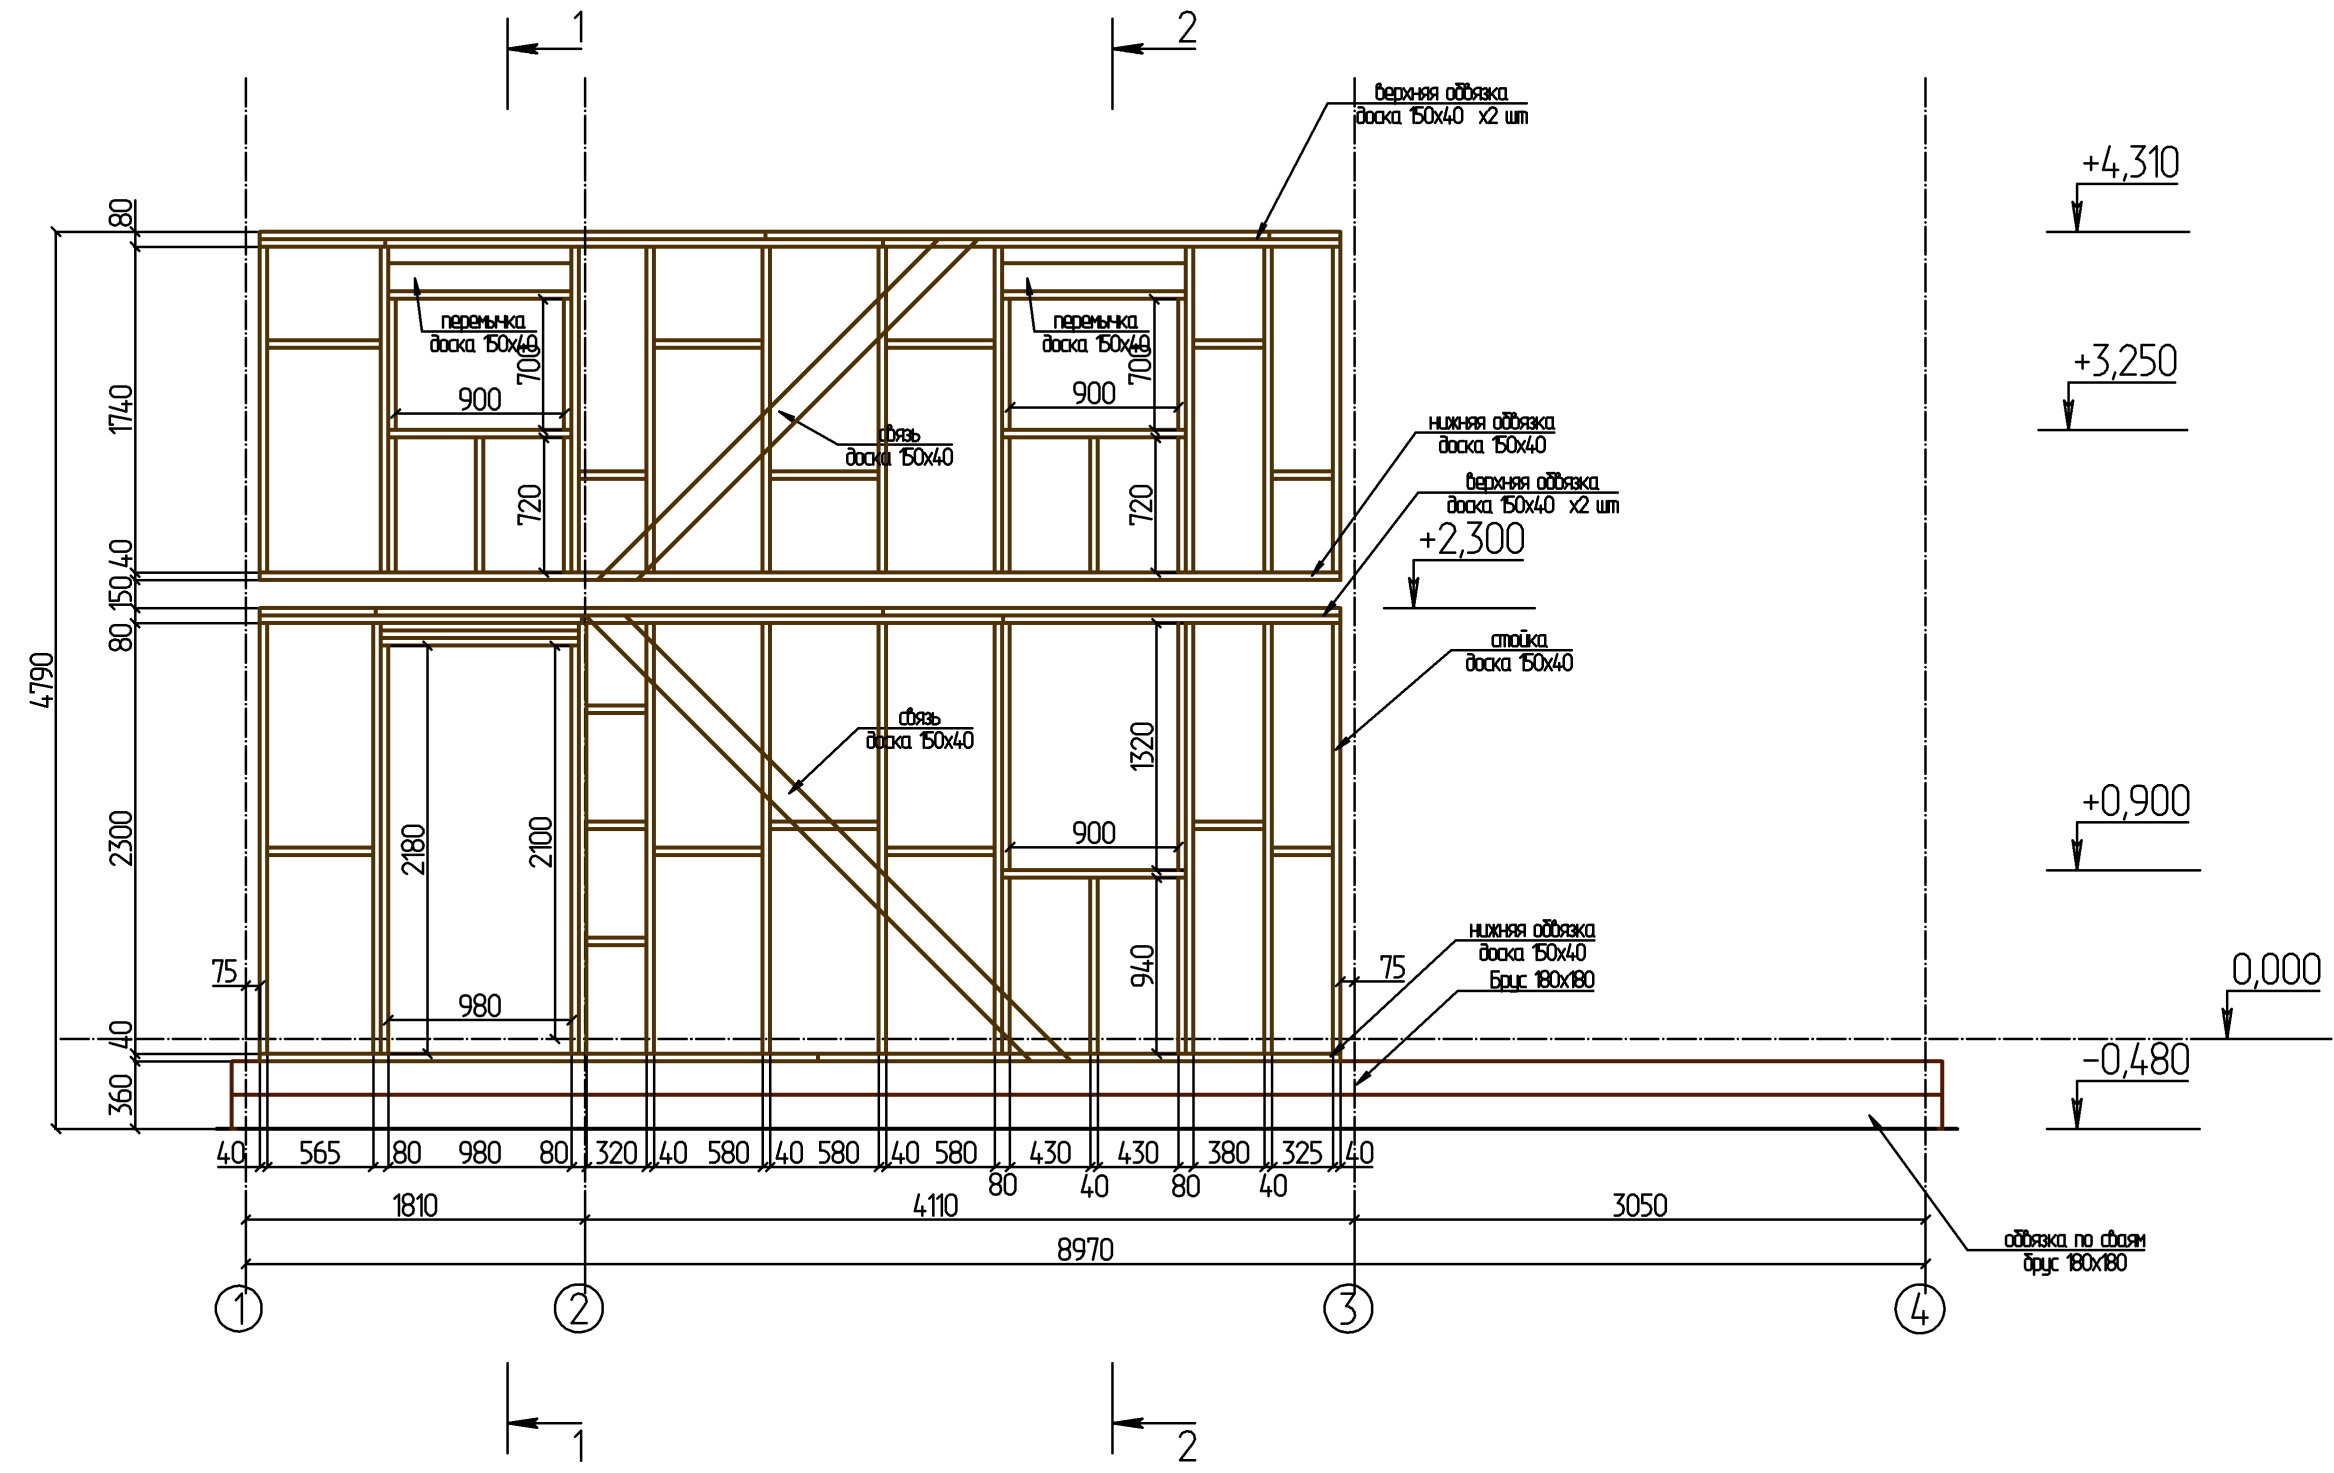 1
2
верхняя обвязка
доска 150х40 х2 шт
+4,310
80
перемычка
доска 150х40
700
900
перемычка
доска 150х40
700
900
+3,250
1740
связь
доска 150х40
нижняя обвязка
доска 150х40
верхняя обвязка
доска 150х40 х2 шт
720
720
+2,300
40
150
80
4790
стойка
доска 150х40
связь
доска 150х40
1320
+0,900
2300
2180
2100
900
940
нижняя обвязка
доска 150х40
Брус 180х180
75
75
0,000
980
40
-0,480
360
40 565 80 980 80 320 40 580 40 580 40 580 430 430 380 325 40
80 40 80 40
1810 4110 3050
8970
обвязка по сваям
брус 180х180
1 2 3 4
1
2